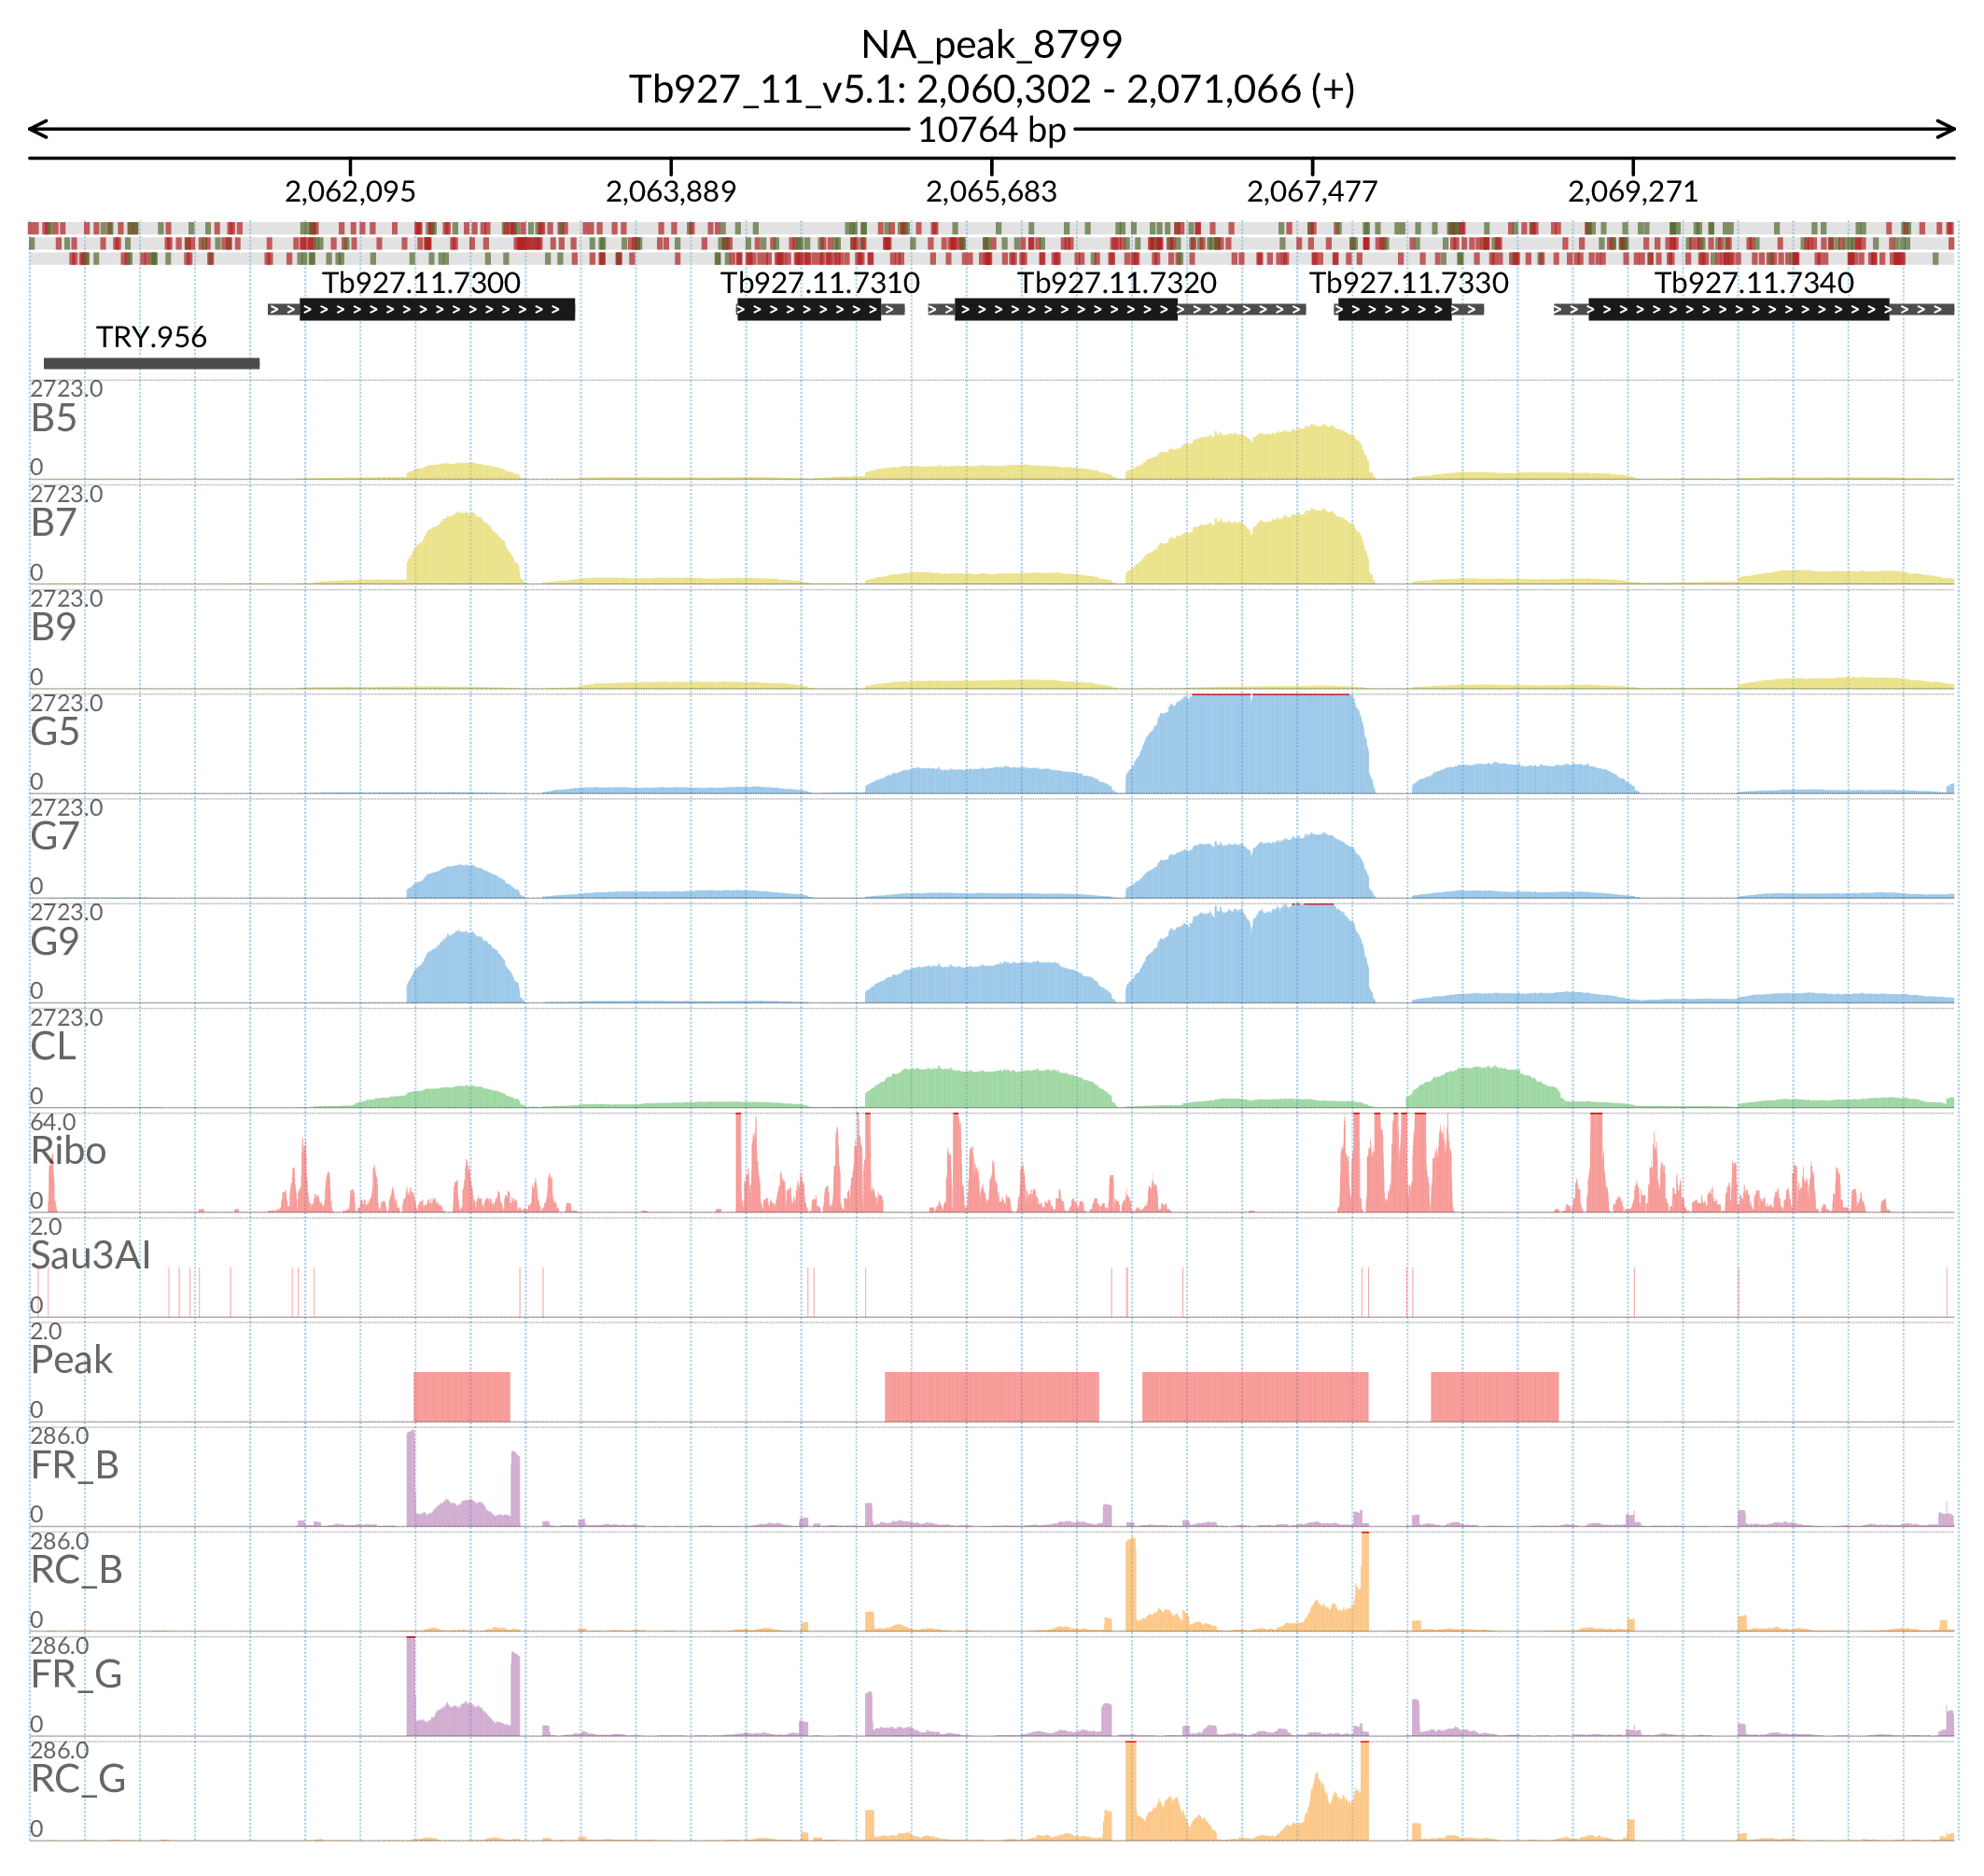 NA_peak_8799
Tb927_11_v5.1: 2,060,302 - 2,071,066 (+)
10764 bp
2,062,095 2,063,889 2,065,683 2,067,477 2,069,271
Tb927.11.7300 Tb927.11.7310 Tb927.11.7320 Tb927.11.7330 Tb927.11.7340
TRY.956
2723.0
B5
0
2723.0
B7
0
2723.0
B9
0
2723.0
G5
0
2723.0
G7
0
2723.0
G9
0
2723.0
CL
0
64.0
Ribo
0
2.0
Sau3AI
0
2.0
Peak
0
286.0
FR_B
0
286.0
RC_B
0
286.0
FR_G
0
286.0
RC_G
0